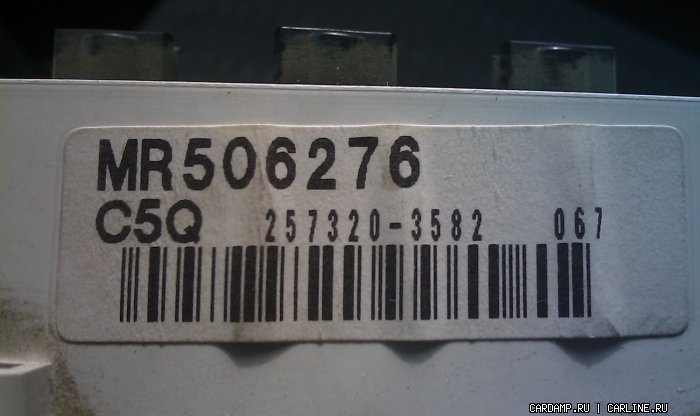 MR506276
C5Q 257320-3582 067
CARDAMP.RU | CARLINE.RU